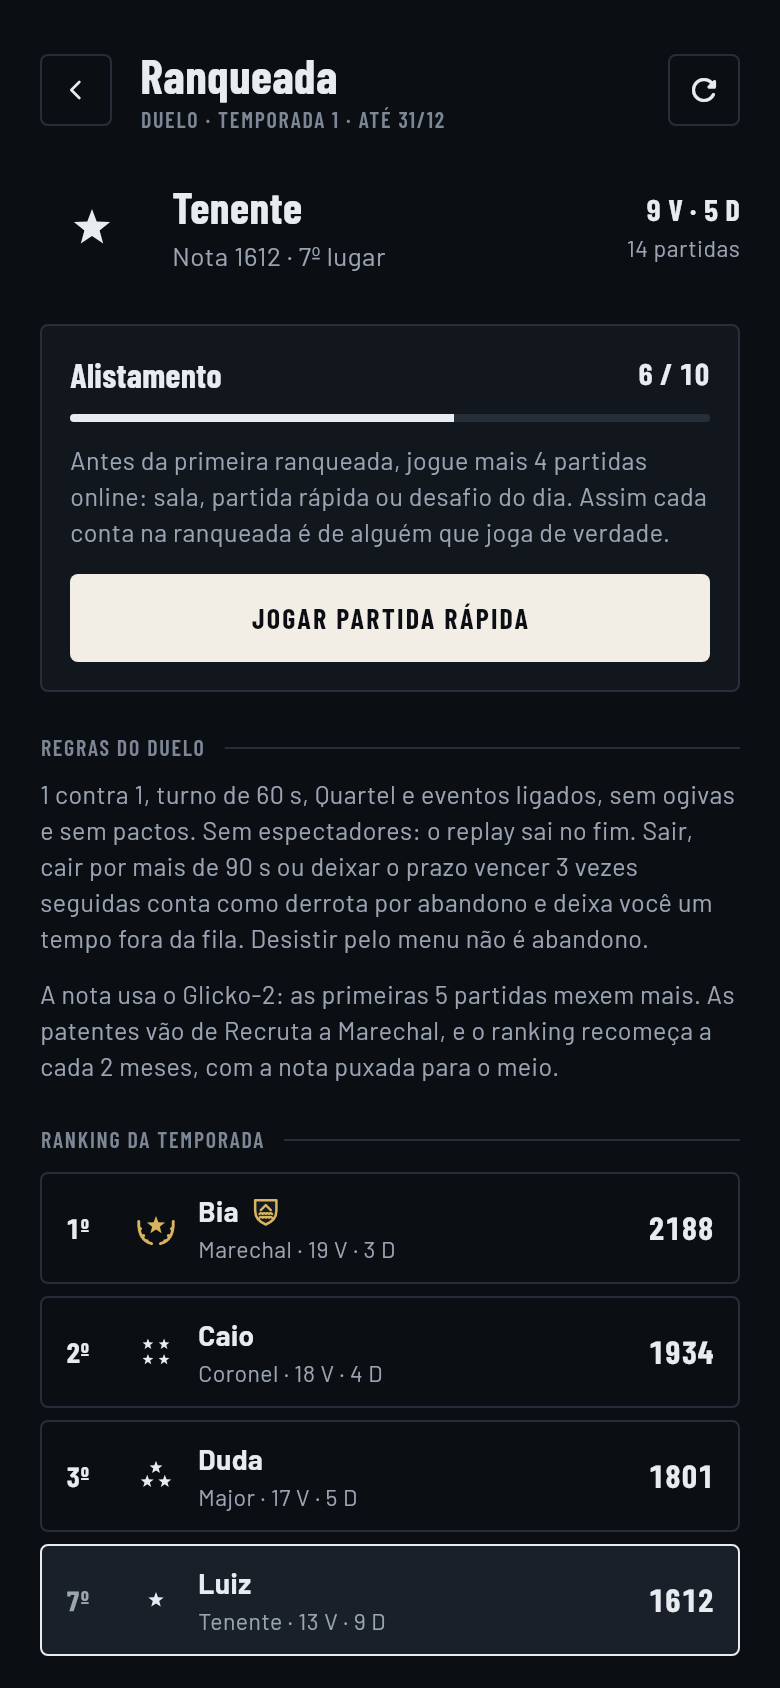 Ranqueada
DUELO · TEMPORADA 1 · ATÉ 31/12
Tenente
9 V · 5 D
Nota 1612 · 7º lugar
14 partidas
Alistamento
6 / 10
Antes da primeira ranqueada, jogue mais 4 partidas
online: sala, partida rápida ou desafio do dia. Assim cada
conta na ranqueada é de alguém que joga de verdade.
JOGAR PARTIDA RÁPIDA
REGRAS DO DUELO
1 contra 1, turno de 60 s, Quartel e eventos ligados, sem ogivas
e sem pactos. Sem espectadores: o replay sai no fim. Sair,
cair por mais de 90 s ou deixar o prazo vencer 3 vezes
seguidas conta como derrota por abandono e deixa você um
tempo fora da fila. Desistir pelo menu não é abandono.
A nota usa o Glicko-2: as primeiras 5 partidas mexem mais. As
patentes vão de Recruta a Marechal, e o ranking recomeça a
cada 2 meses, com a nota puxada para o meio.
RANKING DA TEMPORADA
1º
Bia
Marechal · 19 V · 3 D
2188
2º
Caio
Coronel · 18 V · 4 D
1934
3º
Duda
Major · 17 V · 5 D
1801
7º
Luiz
Tenente · 13 V · 9 D
1612